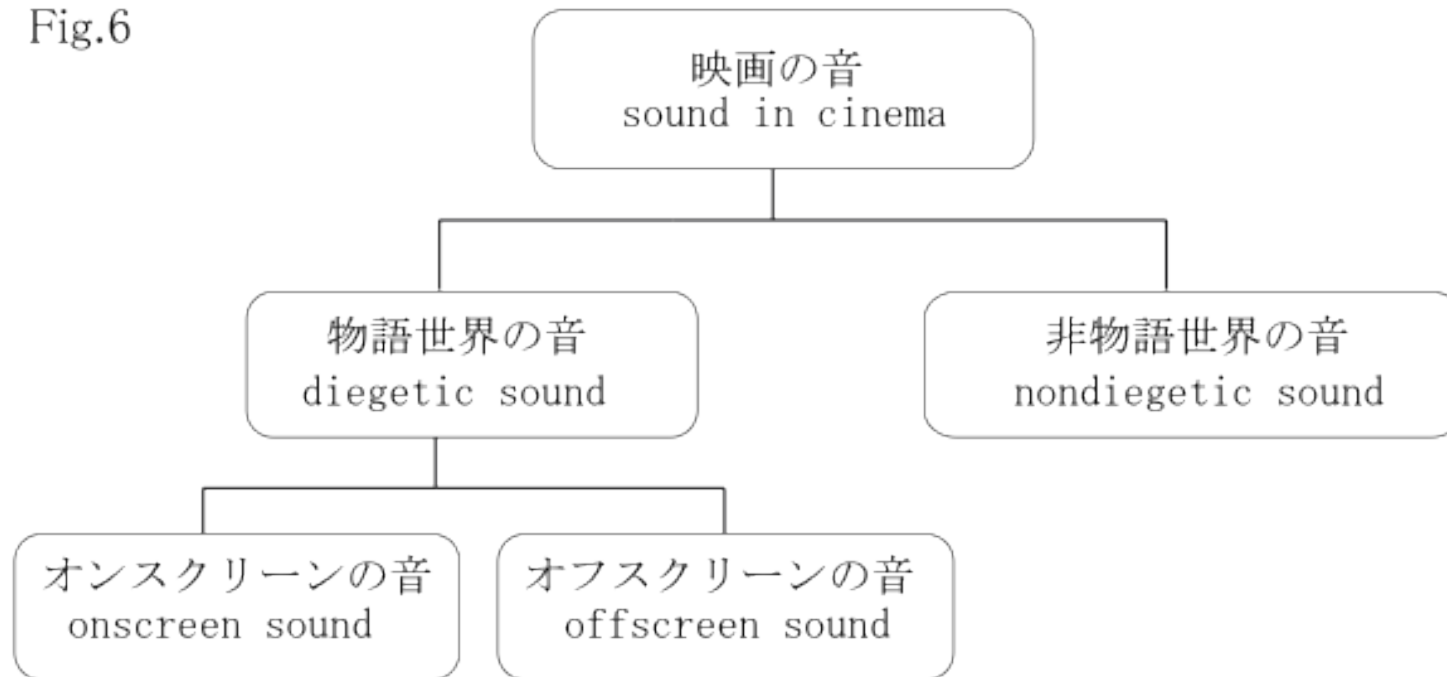 Fig.6
映画の音
sound in cinema
物語世界の音
diegetic sound
非物語世界の音
nondiegetic sound
オンスクリーンの音
onscreen sound
オフスクリーンの音
offscreen sound